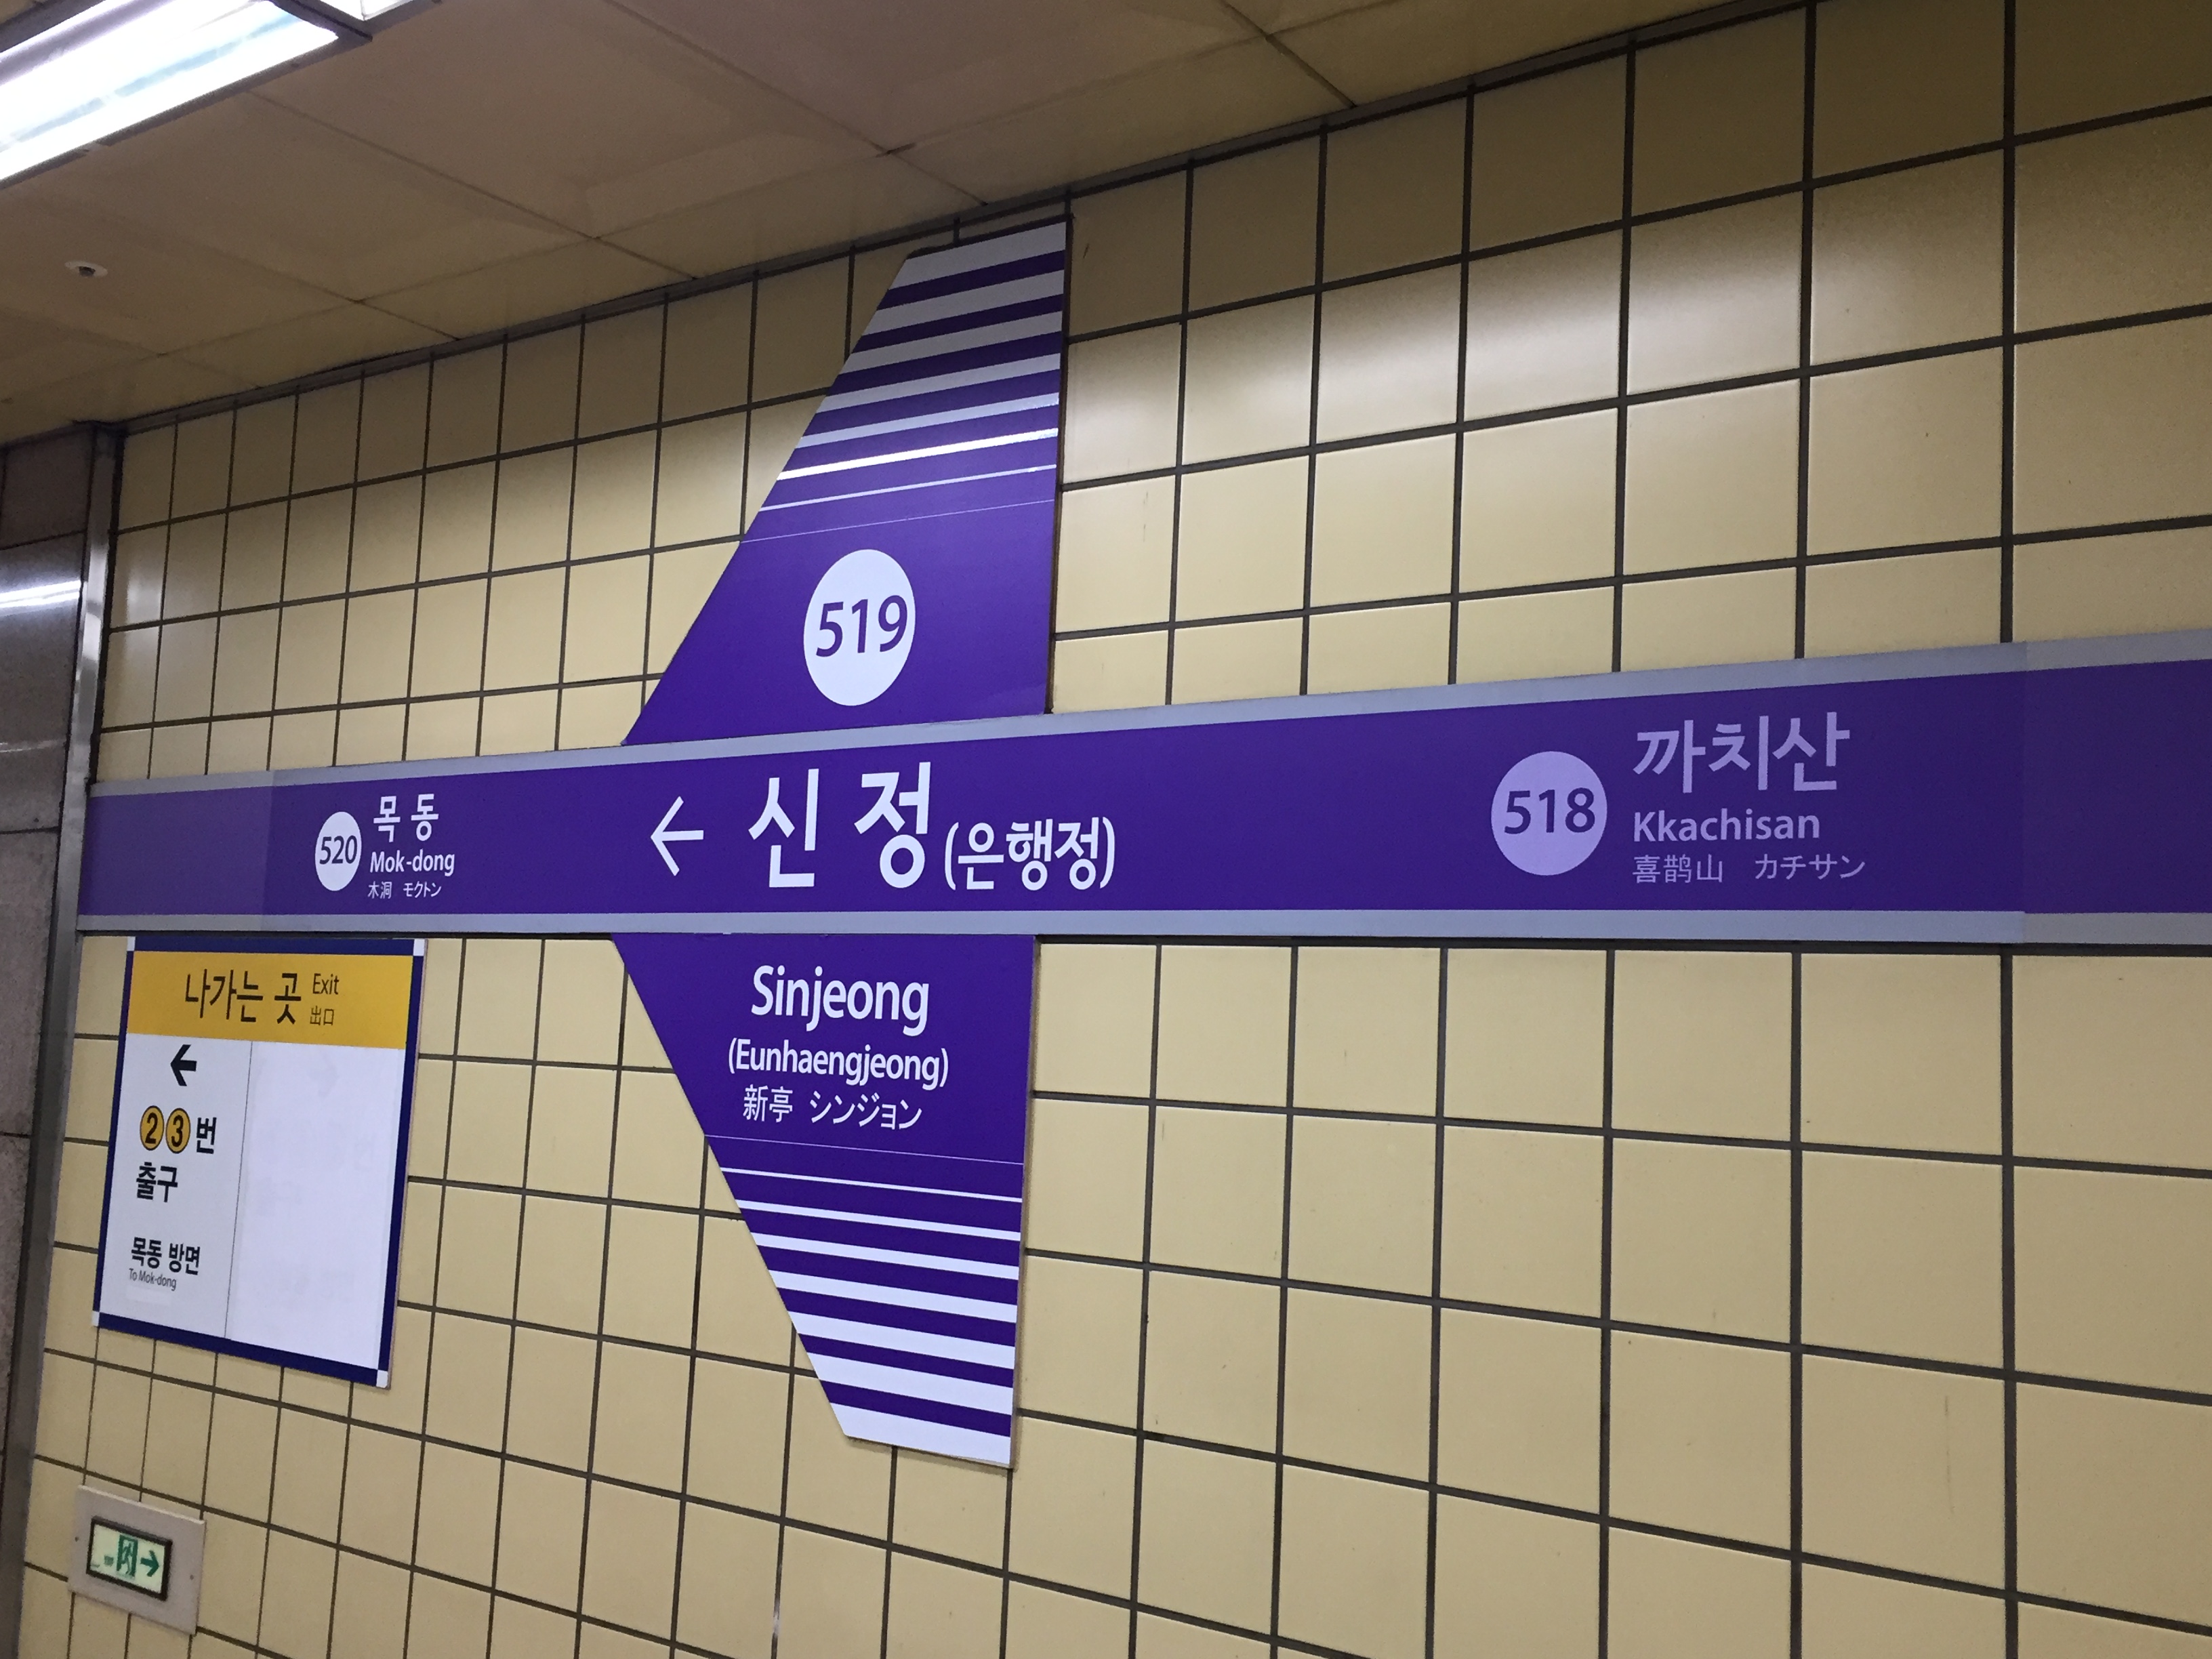 519
520
목동
Mok-dong
木洞 モクトン
← 신정(은행정)
518
까치산
Kkachisan
喜鹊山 カチサン
Sinjeong
(Eunhaengjeong)
新亭 シンジョン
나가는 곳 Exit
出口
←
2 3 번
출구
목동 방면
To Mok-dong